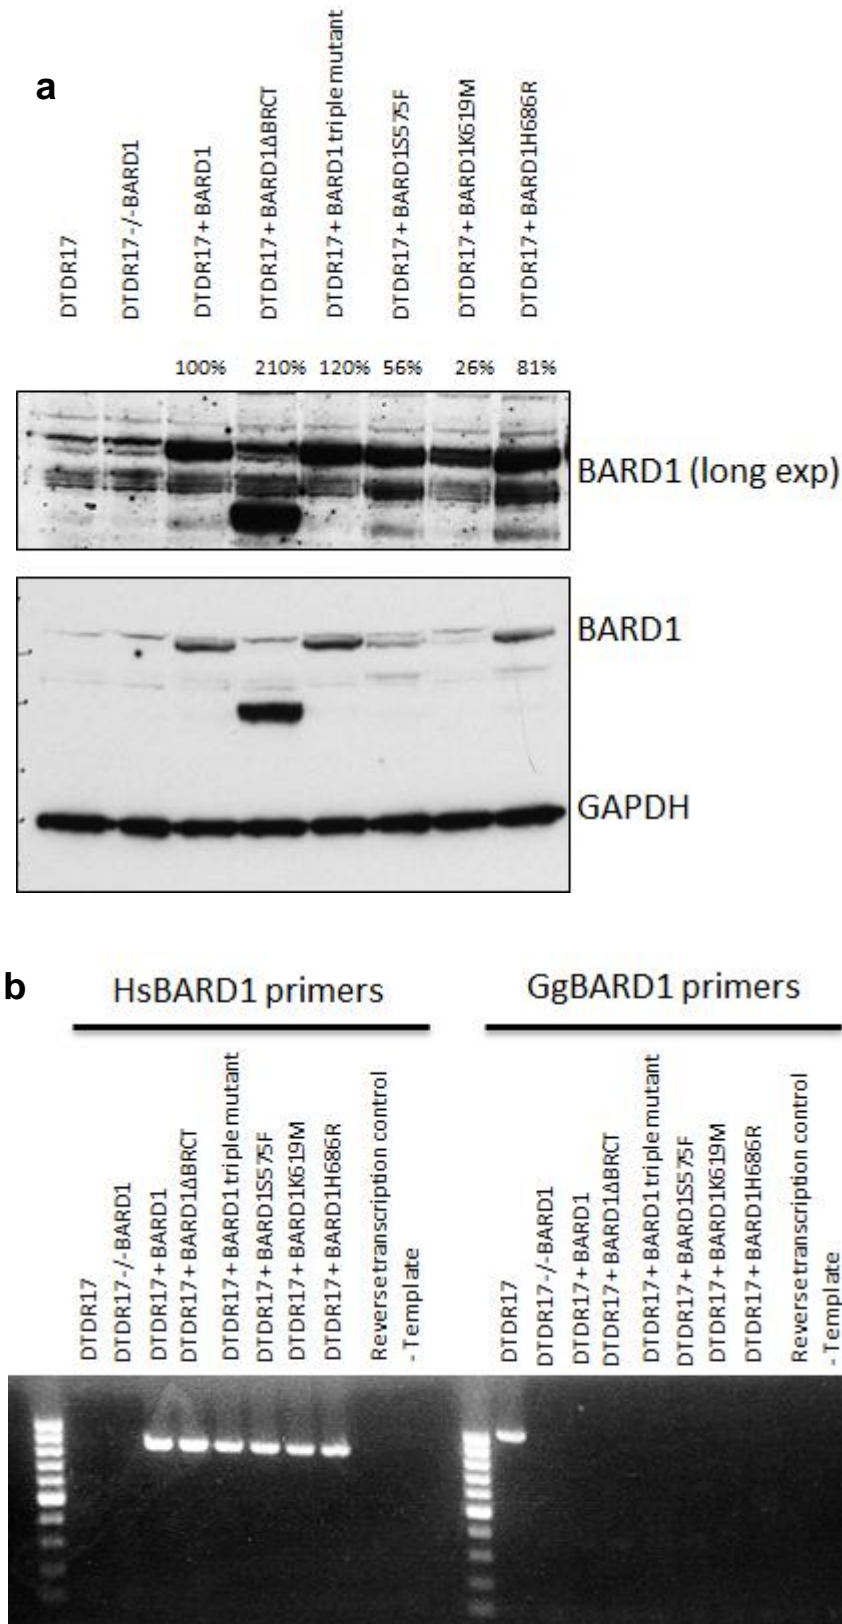 a
DTDR17
DTDR17 -/-BARD1
DTDR17 + BARD1
DTDR17 + BARD1ΔBRCT
DTDR17 + BARD1 triple mutant
DTDR17 + BARD1S575F
DTDR17 + BARD1K619M
DTDR17 + BARD1H686R
100% 210% 120% 56% 26% 81%
BARD1 (long exp)
BARD1
GAPDH
b
HsBARD1 primers
GgBARD1 primers
DTDR17
DTDR17 -/-BARD1
DTDR17 + BARD1
DTDR17 + BARD1ΔBRCT
DTDR17 + BARD1 triple mutant
DTDR17 + BARD1S575F
DTDR17 + BARD1K619M
DTDR17 + BARD1H686R
Reverse transcription control
- Template
DTDR17
DTDR17 -/-BARD1
DTDR17 + BARD1
DTDR17 + BARD1ΔBRCT
DTDR17 + BARD1 triple mutant
DTDR17 + BARD1S575F
DTDR17 + BARD1K619M
DTDR17 + BARD1H686R
Reverse transcription control
- Template